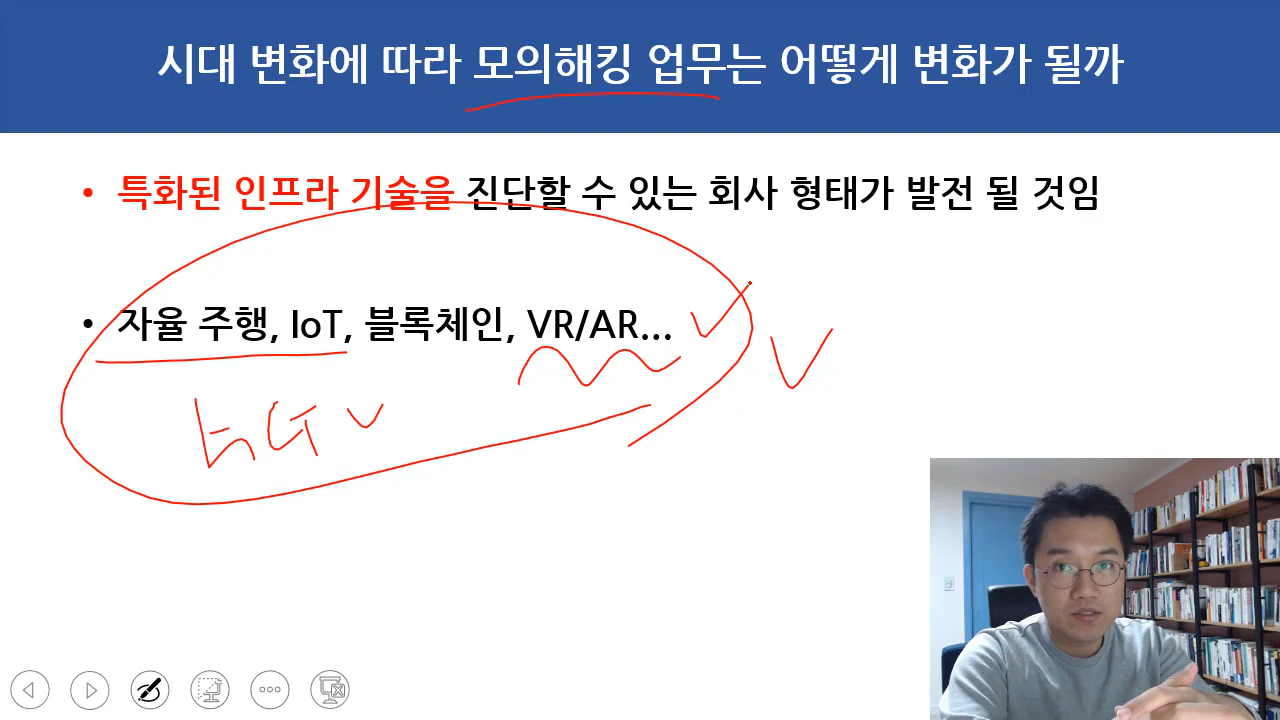 시대 변화에 따라 모의해킹 업무는 어떻게 변화가 될까
• 특화된 인프라 기술을 진단할 수 있는 회사 형태가 발전 될 것임
• 자율 주행, IoT, 블록체인, VR/AR...